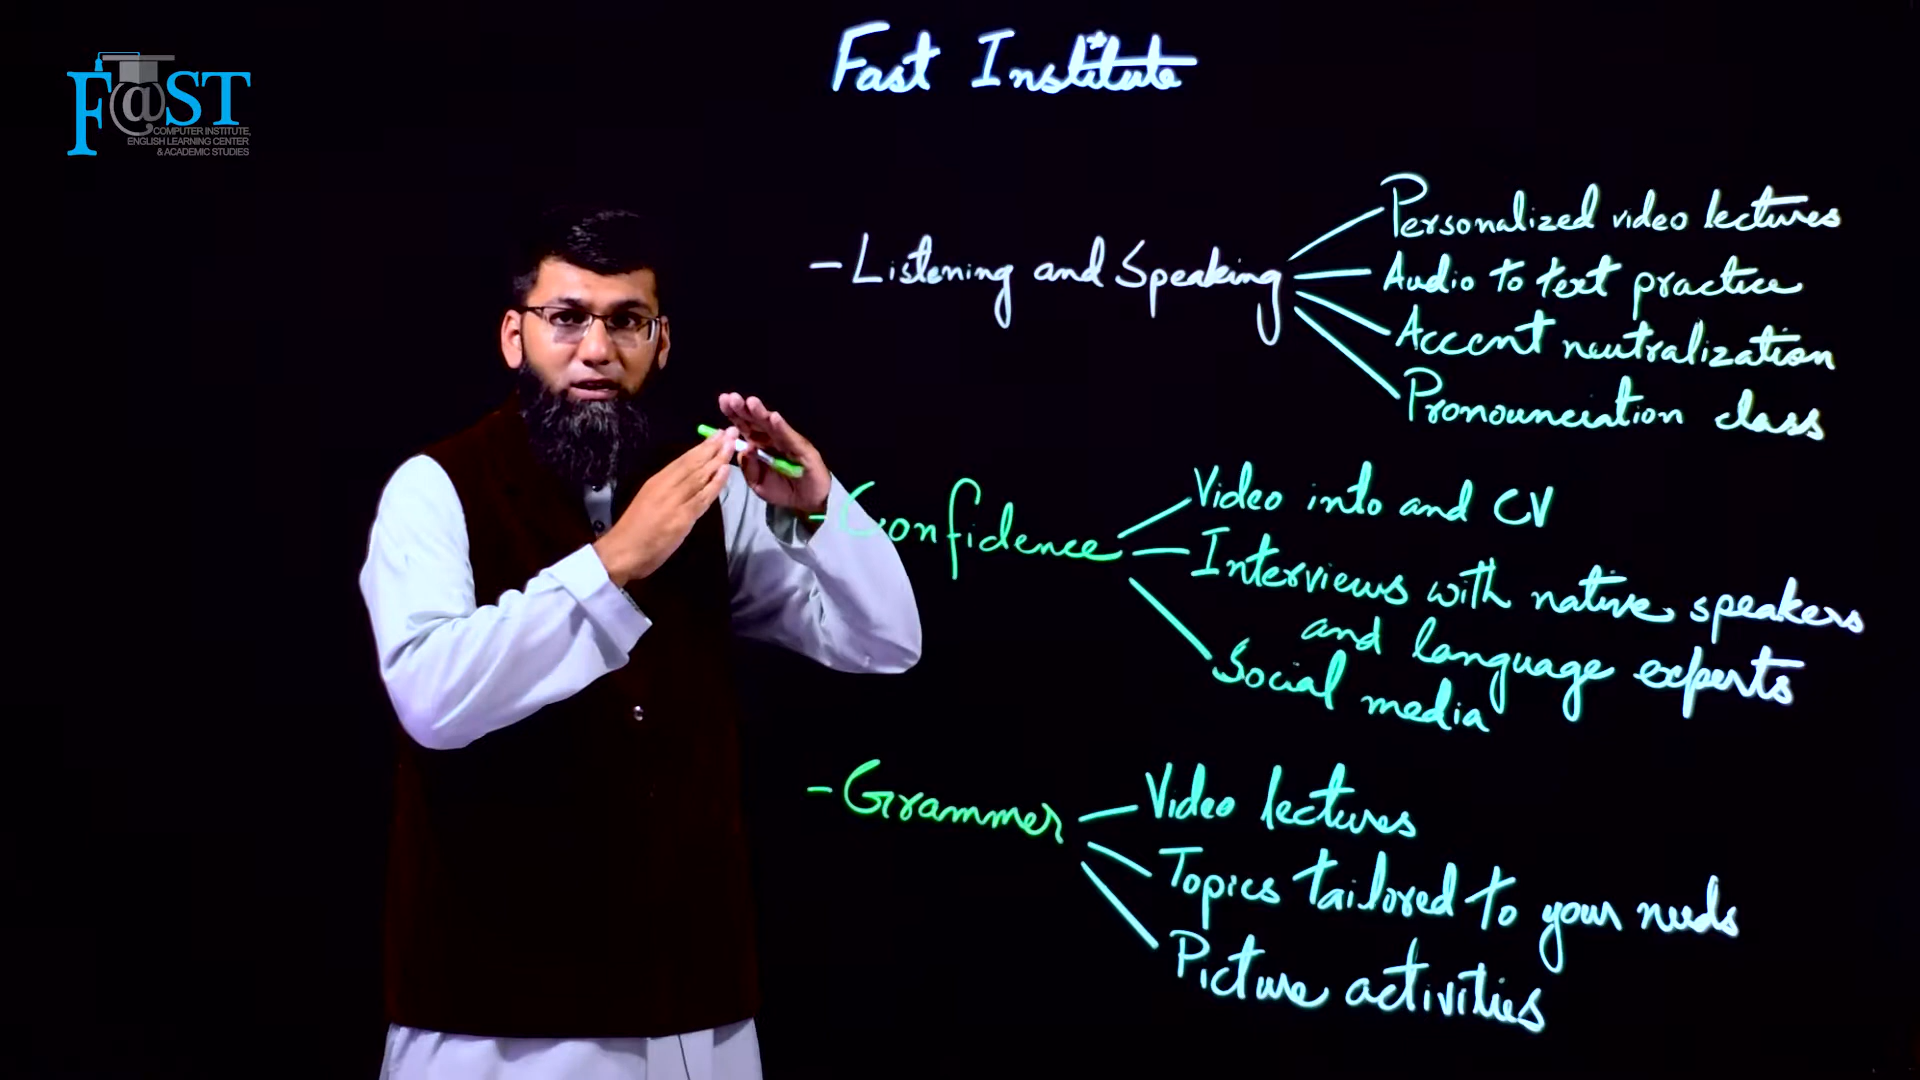 F@ST
COMPUTER INSTITUTE,
ENGLISH LEARNING CENTER
& ACADEMIC STUDIES
Fast Institute
- Listening and Speaking
Personalized video lectures
Audio to text practice
Accent neutralization
Pronounciation class
- Confidence
Video into and CV
Interviews with native speakers
and language experts
Social media
- Grammer
Video lectures
Topics tailored to your needs
Picture activities